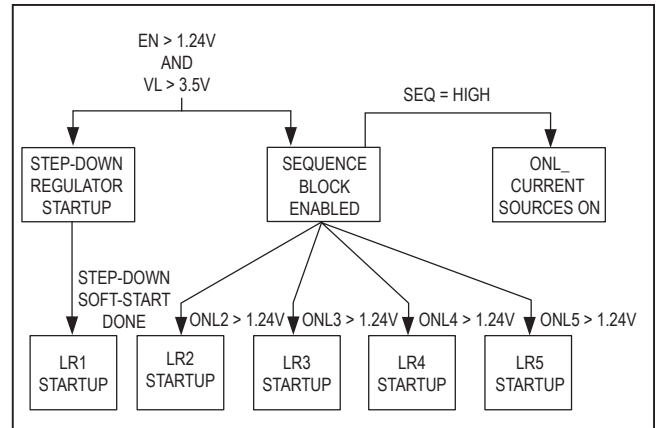 EN > 1.24V
AND
VL > 3.5V
SEQ = HIGH
STEP-DOWN
REGULATOR
STARTUP
SEQUENCE
BLOCK
ENABLED
ONL_
CURRENT
SOURCES ON
STEP-DOWN
SOFT-START
DONE
ONL2 > 1.24V
ONL3 > 1.24V
ONL4 > 1.24V
ONL5 > 1.24V
LR1
STARTUP
LR2
STARTUP
LR3
STARTUP
LR4
STARTUP
LR5
STARTUP